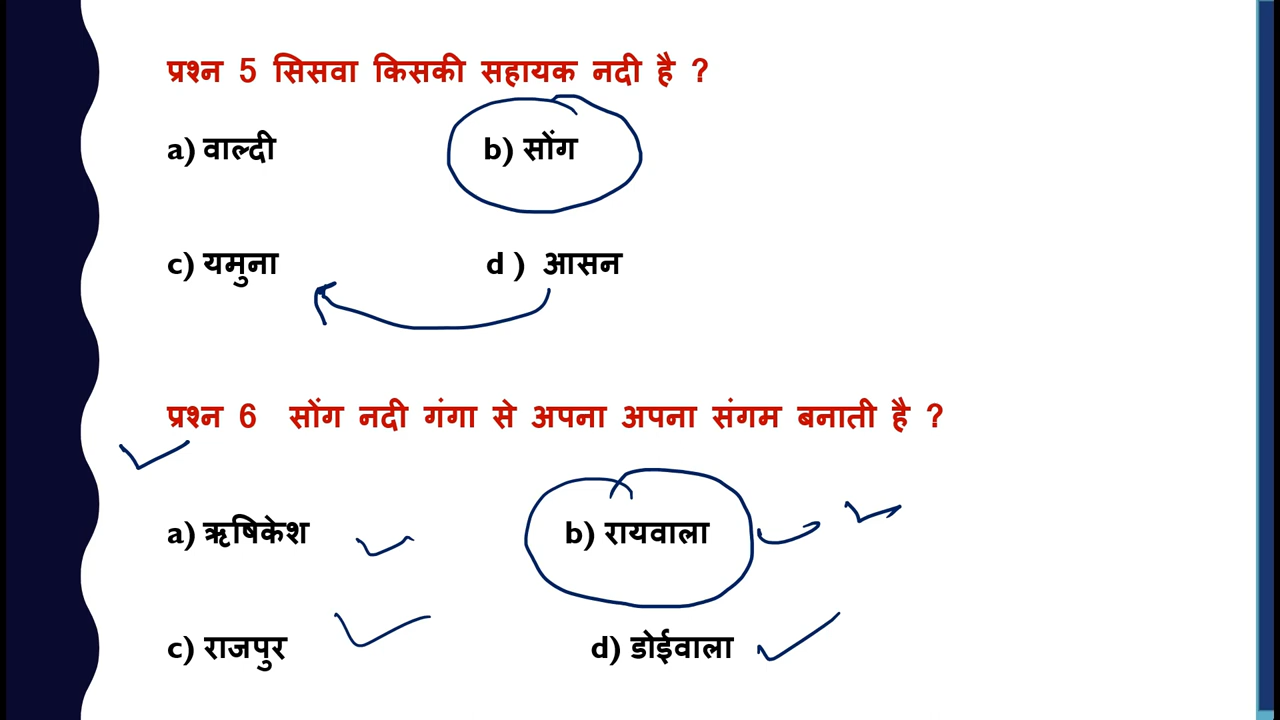 प्रश्न 5 सिसवा किसकी सहायक नदी है ?
a) वाल्दी b) सोंग
c) यमुना d ) आसन
प्रश्न 6 सोंग नदी गंगा से अपना अपना संगम बनाती है ?
a) ऋषिकेश b) रायवाला
c) राजपुर d) डोईवाला